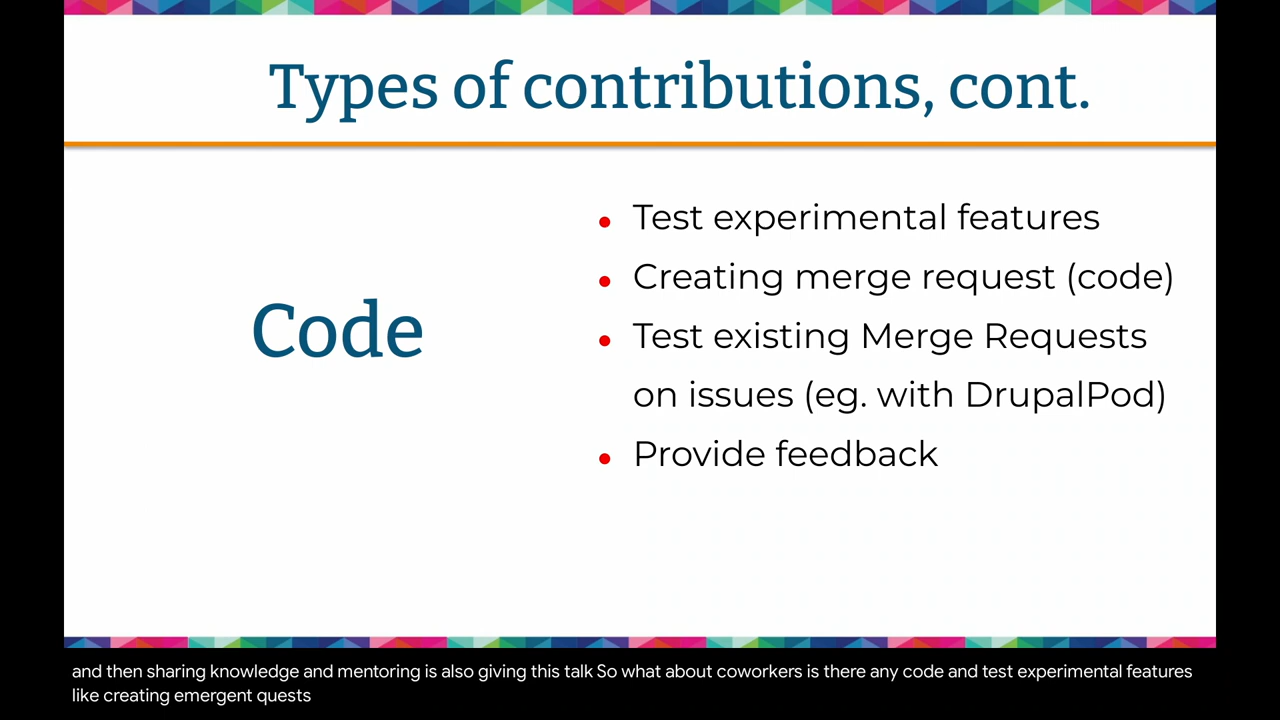 Types of contributions, cont.
Code
• Test experimental features
• Creating merge request (code)
• Test existing Merge Requests
on issues (eg. with DrupalPod)
• Provide feedback
and then sharing knowledge and mentoring is also giving this talk So what about coworkers is there any code and test experimental features
like creating emergent quests